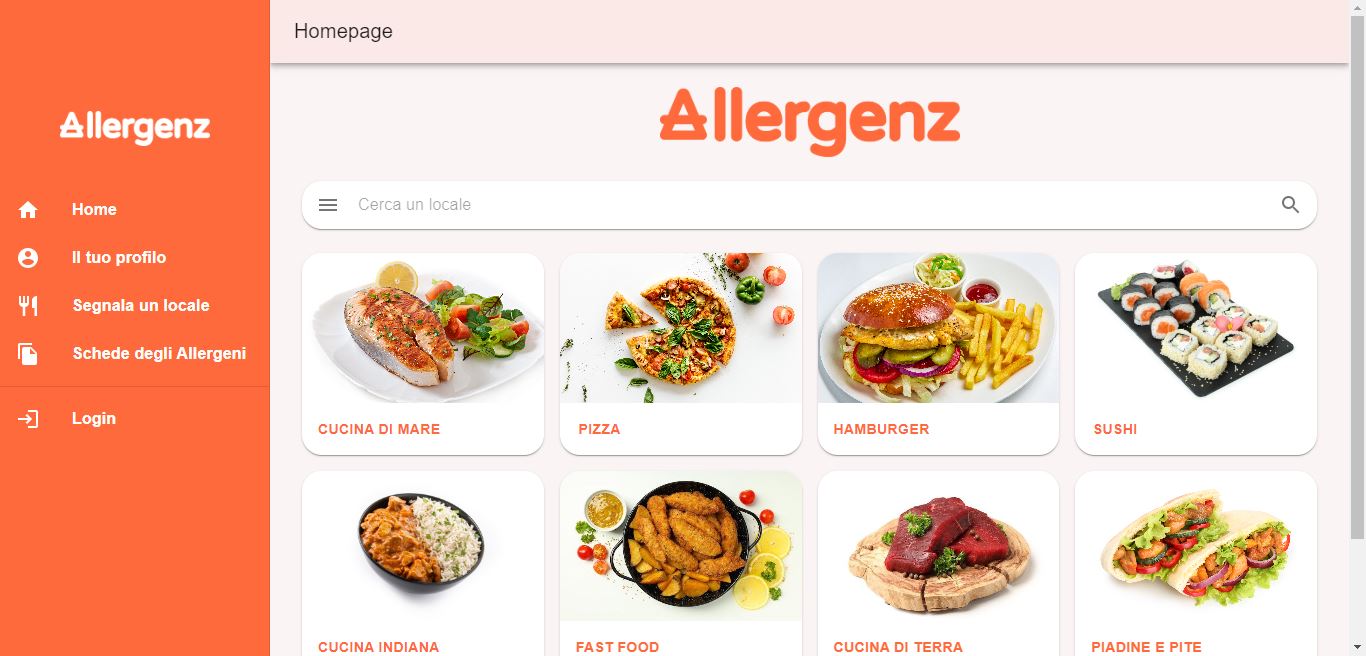 Homepage
Allergenz
Home
Il tuo profilo
Segnala un locale
Schede degli Allergeni
Login
Allergenz
Cerca un locale
CUCINA DI MARE
PIZZA
HAMBURGER
SUSHI
CUCINA INDIANA
FAST FOOD
CUCINA DI TERRA
PIADINE E PITE